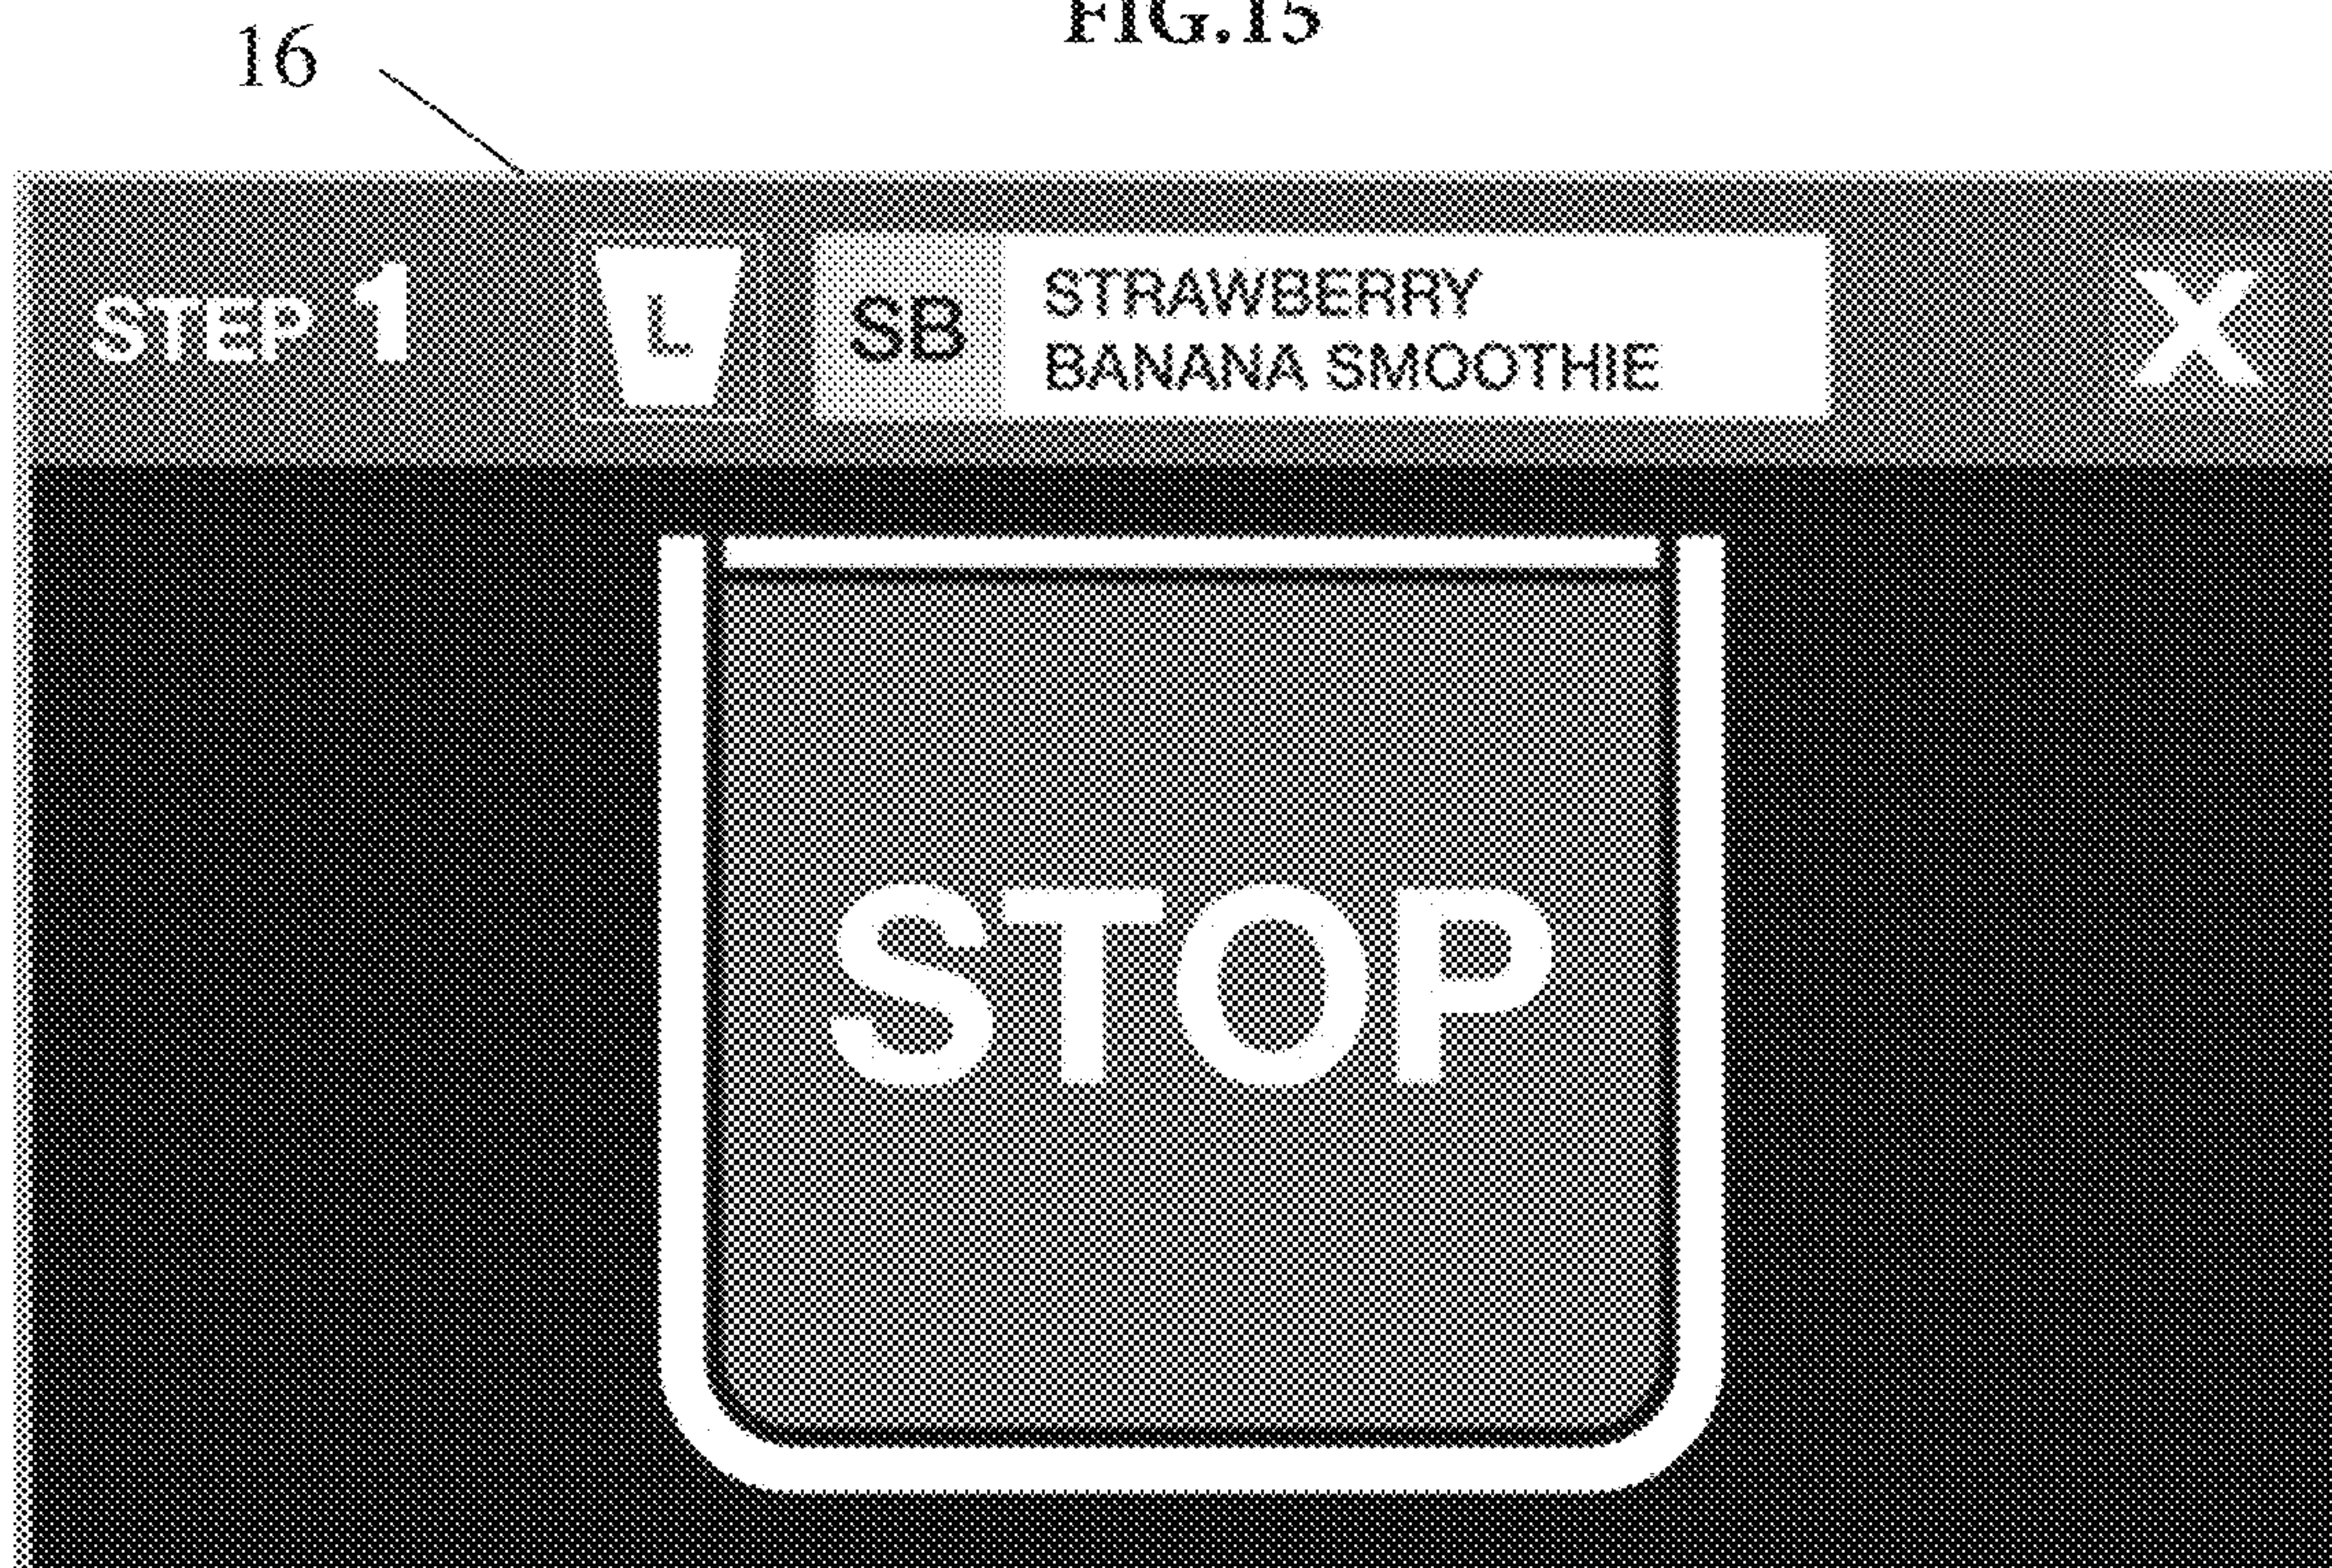 FIG.15
16
STEP 1
L
SB
STRAWBERRY
BANANA SMOOTHIE
X
STOP